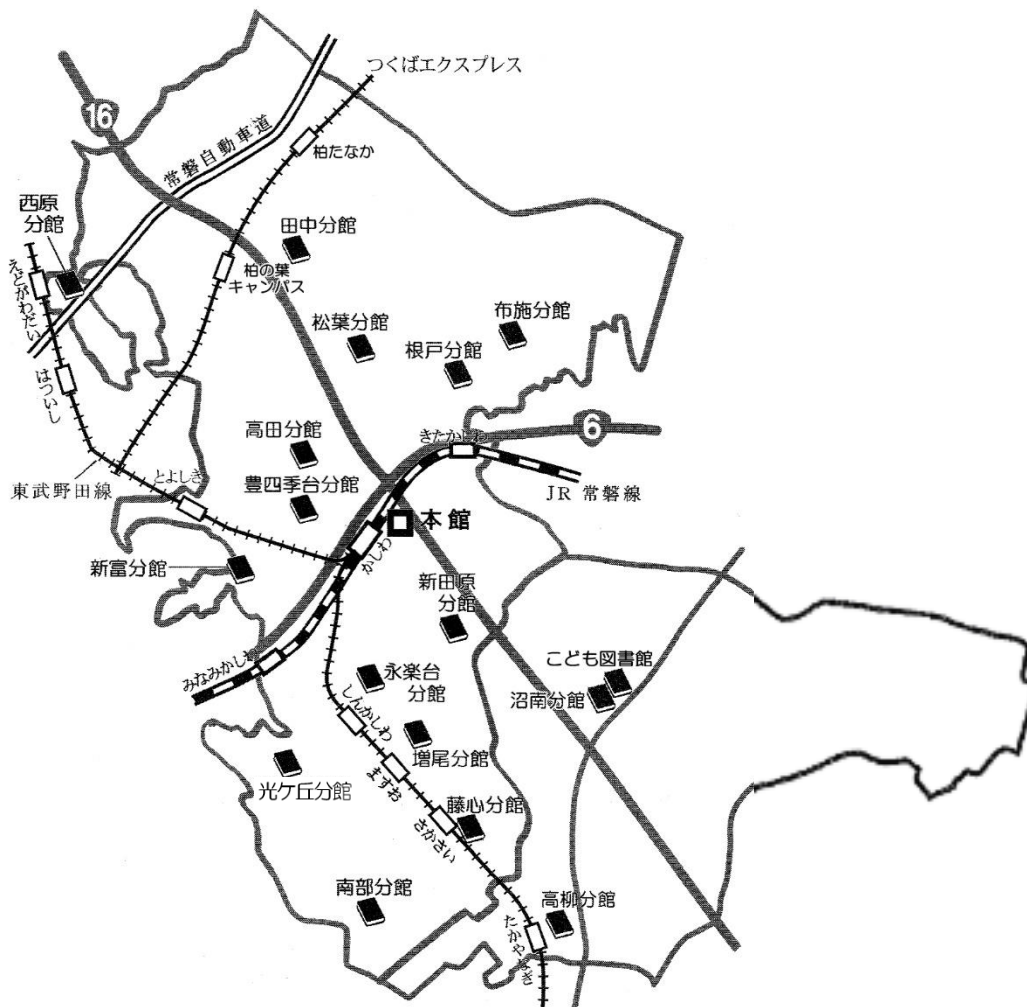 つくばエクスプレス
16
常磐自動車道
柏たなか
西原
分館
田中分館
えどがわだい
柏の葉
キャンパス
松葉分館
布施分館
根戸分館
はついし
高田分館
きたかしわ
6
東武野田線
とよしき
豊四季台分館
JR 常磐線
本館
かしわ
新富分館
新田原
分館
みなみかしわ
永楽台
分館
こども図書館
沼南分館
しんかしわ
増尾分館
ますお
光ケ丘分館
藤心分館
さかさい
南部分館
高柳分館
たかやなぎ